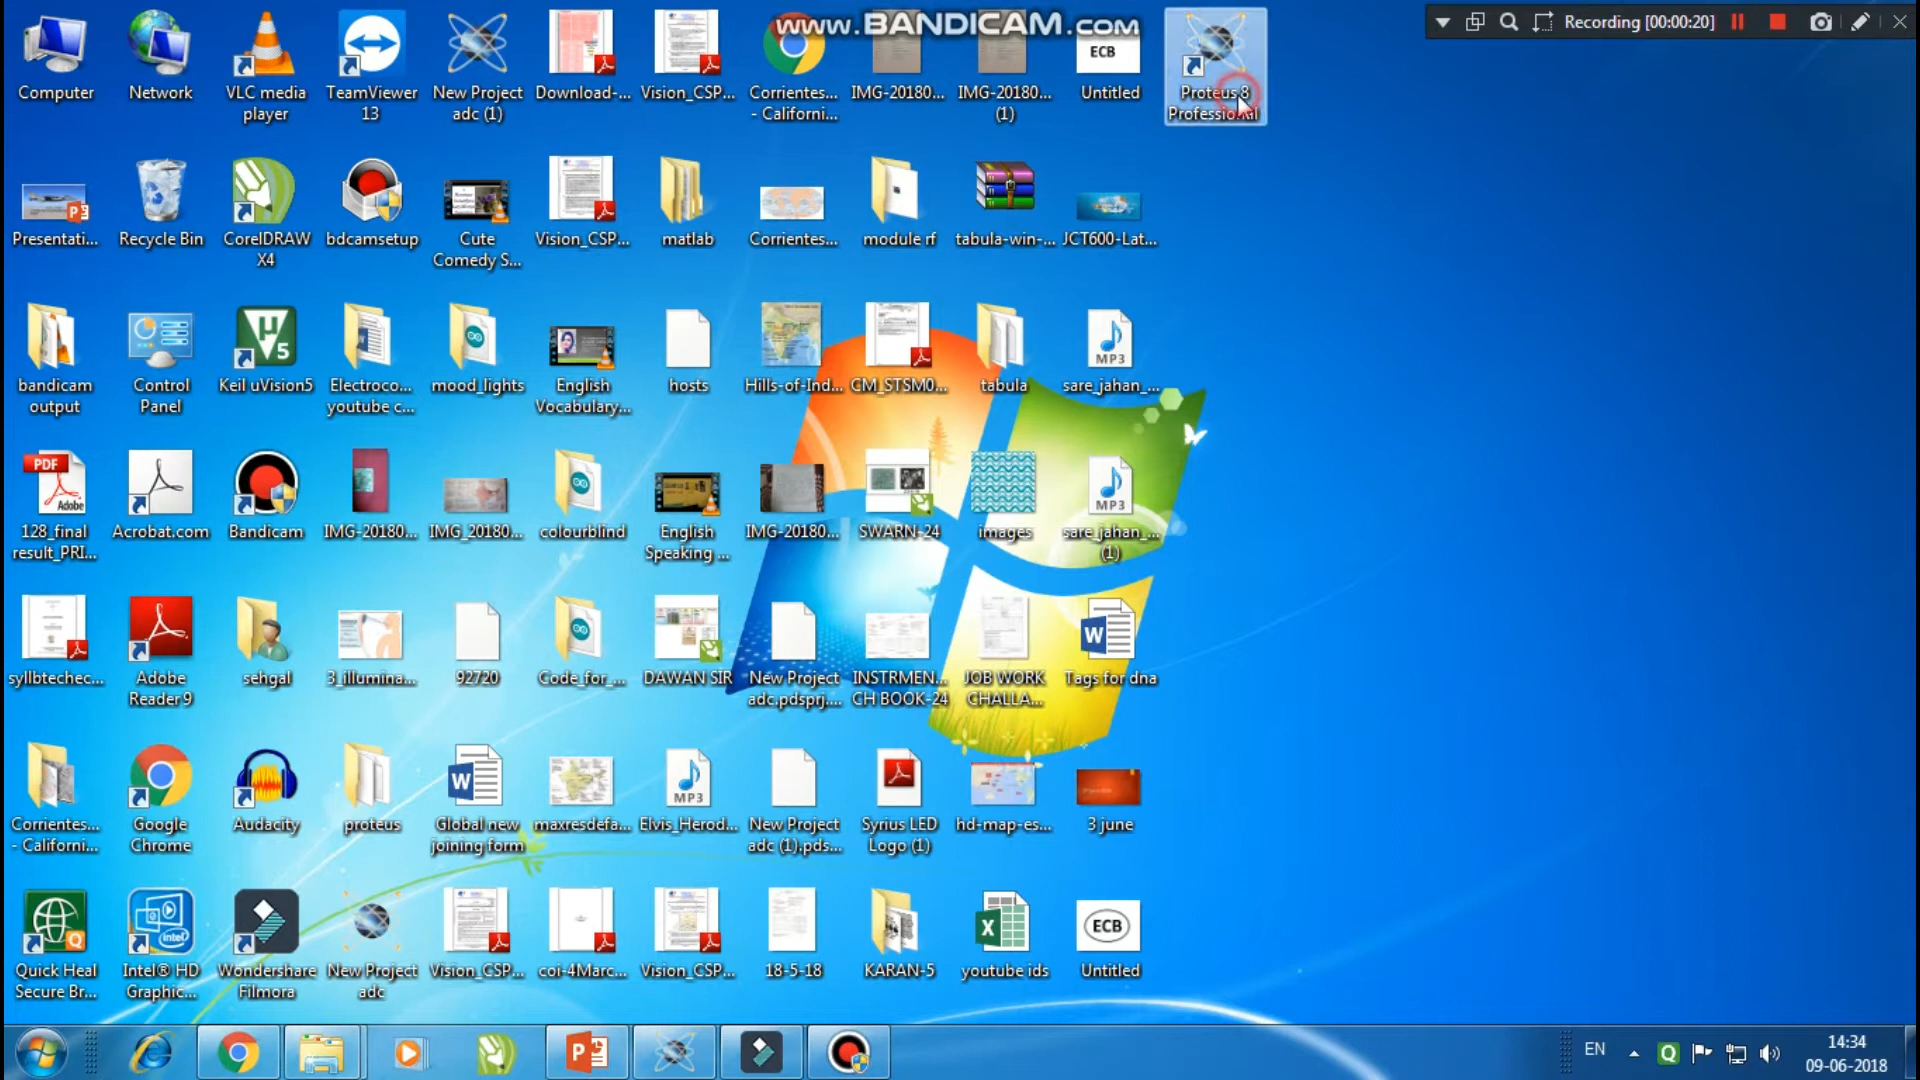 www.BANDICAM.com
Recording [00:00:20]
Computer
Network
VLC media
player
TeamViewer
13
New Project
adc (1)
Download-...
Vision_CSP...
Corrientes...
- Californi...
IMG-20180...
IMG-20180...
(1)
ECB
Untitled
Proteus 8
Professional
Presentati...
Recycle Bin
CorelDRAW
X4
bdcamsetup
Cute
Comedy S...
Vision_CSP...
matlab
Corrientes...
module rf
tabula-win-...
JCT600-Lat...
bandicam
output
Control
Panel
Keil uVision5
Electroco...
youtube c...
mood_lights
English
Vocabulary...
hosts
Hills-of-Ind...
CM_STSM0...
tabula
MP3
sare_jahan_...
PDF
Adobe
128_final
result_PRI...
Acrobat.com
Bandicam
IMG-20180...
IMG_20180...
colourblind
English
Speaking ...
IMG-20180...
SWARN-24
images
MP3
sare_jahan_...
(1)
syllbtechec...
Adobe
Reader 9
sehgal
3_illumina...
92720
Code_for_...
DAWAN SIR
New Project
adc.pdsprj....
INSTRMEN...
CH BOOK-24
JOB WORK
CHALLA...
Tags for dna
Corrientes...
- Californi...
Google
Chrome
Audacity
proteus
Global new
joining form
maxresdefa...
MP3
Elvis_Herod...
New Project
adc (1).pds...
Syrius LED
Logo (1)
hd-map-es...
3 june
Quick Heal
Secure Br...
intel
Intel® HD
Graphic...
Wondershare
Filmora
New Project
adc
Vision_CSP...
coi-4Marc...
Vision_CSP...
18-5-18
KARAN-5
youtube ids
ECB
Untitled
EN
14:34
09-06-2018